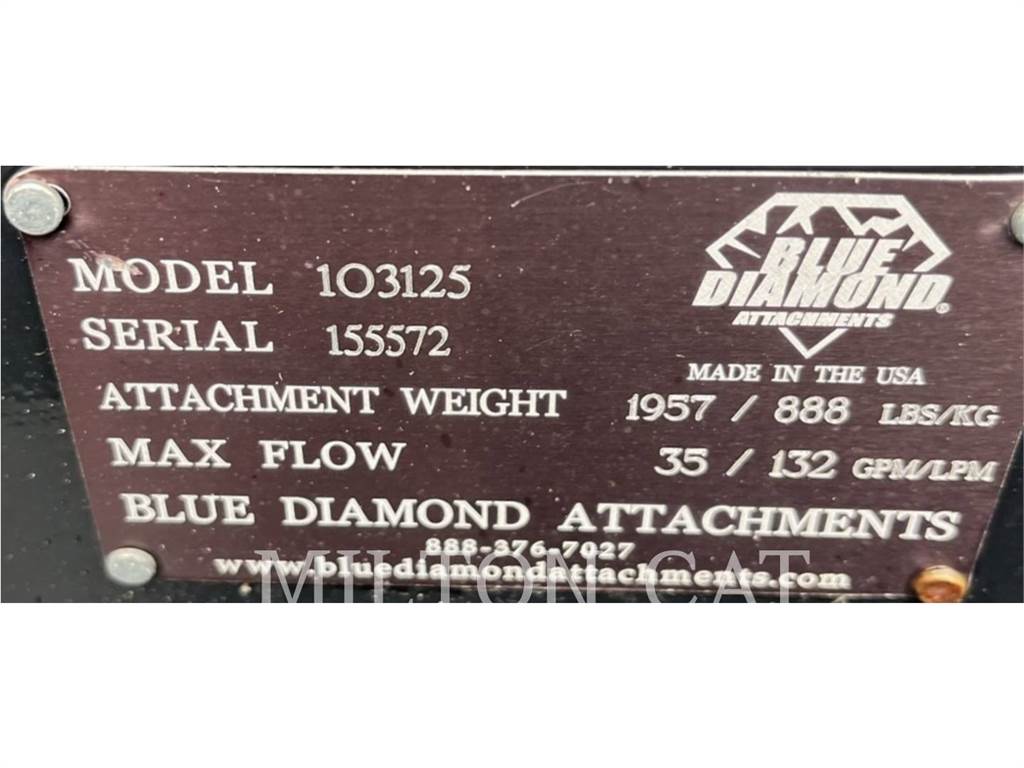 BLUE
DIAMOND®
ATTACHMENTS
MADE IN THE USA
MODEL 103125
SERIAL 155572
ATTACHMENT WEIGHT 1957 / 888 LBS/KG
MAX FLOW 35 / 132 GPM/LPM
BLUE DIAMOND ATTACHMENTS
888-376-7027
www.bluediamondattachments.com
MILTON CAT